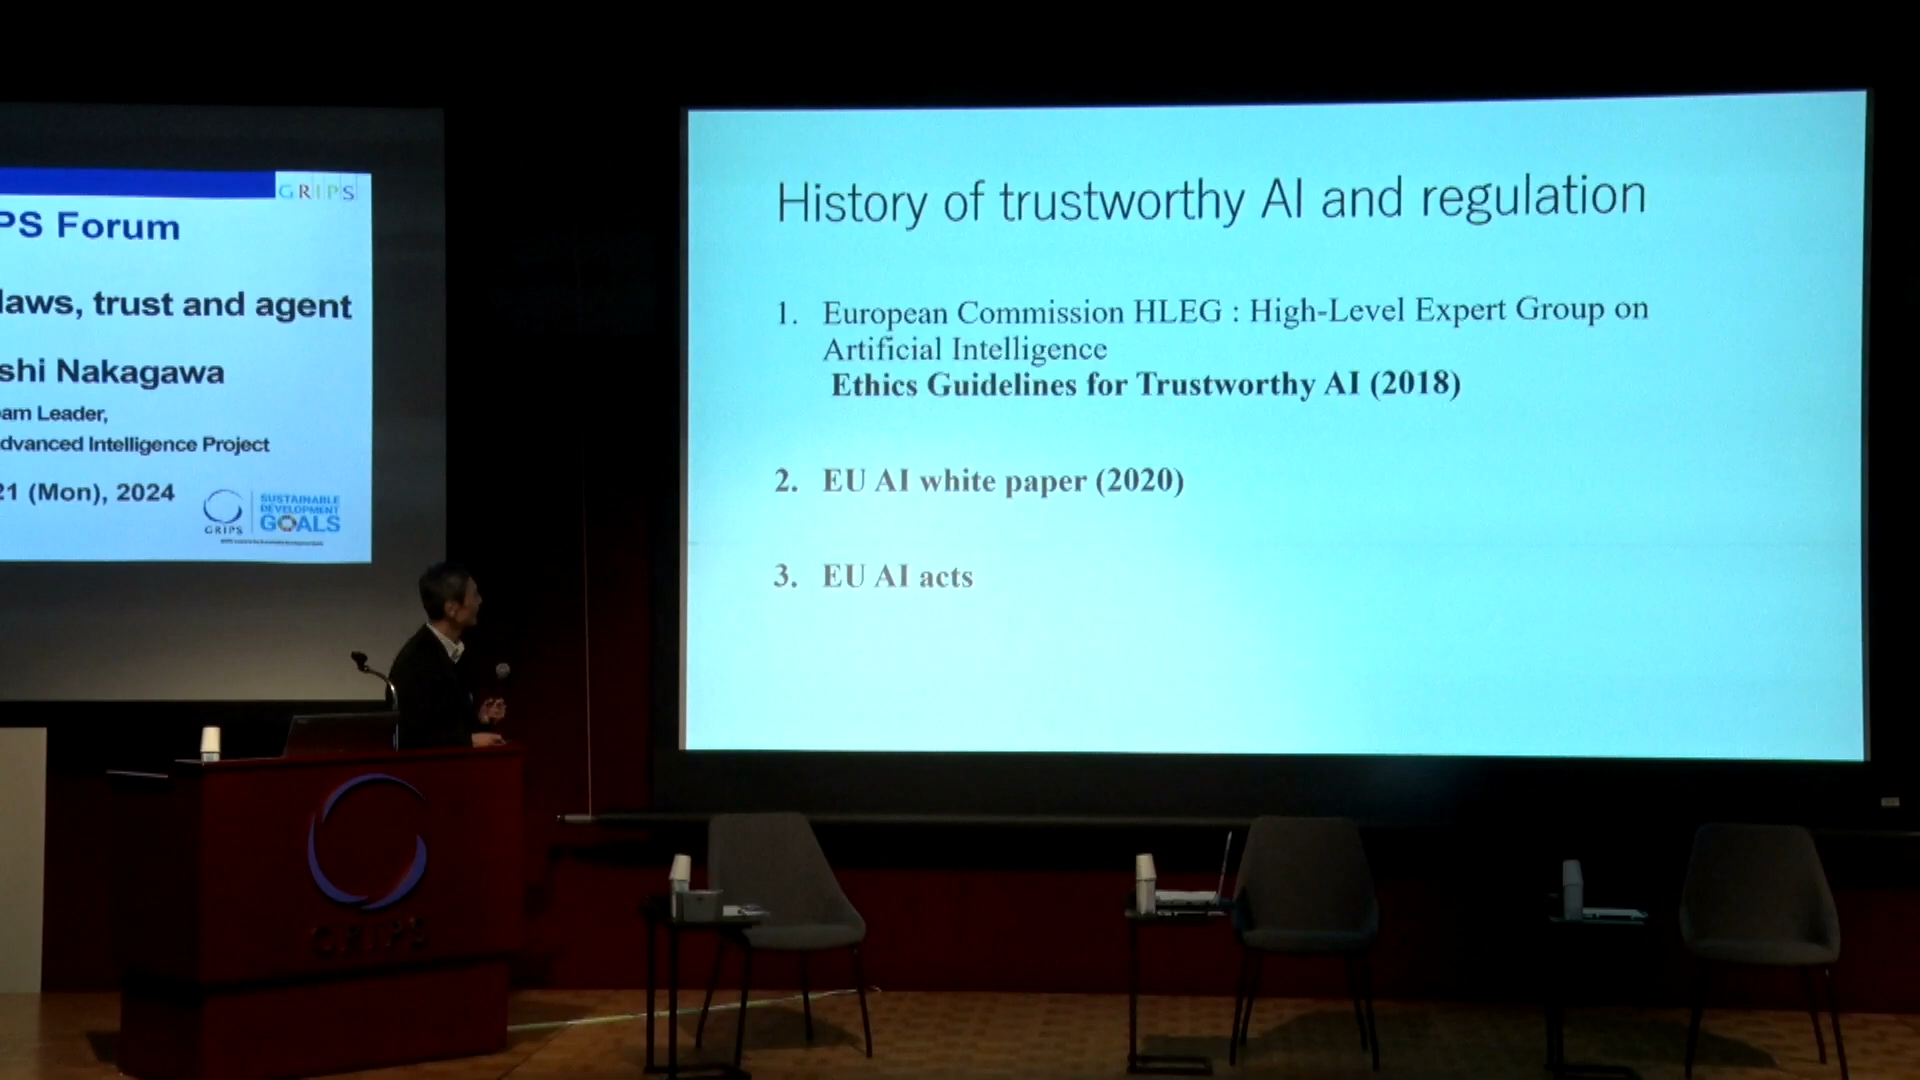 GRIPS
PS Forum
laws, trust and agent
shi Nakagawa
am Leader,
dvanced Intelligence Project
21 (Mon), 2024
GRIPS
SUSTAINABLE
DEVELOPMENT
GOALS
History of trustworthy AI and regulation
1. European Commission HLEG : High-Level Expert Group on
Artificial Intelligence
Ethics Guidelines for Trustworthy AI (2018)
2. EU AI white paper (2020)
3. EU AI acts
GRIPS